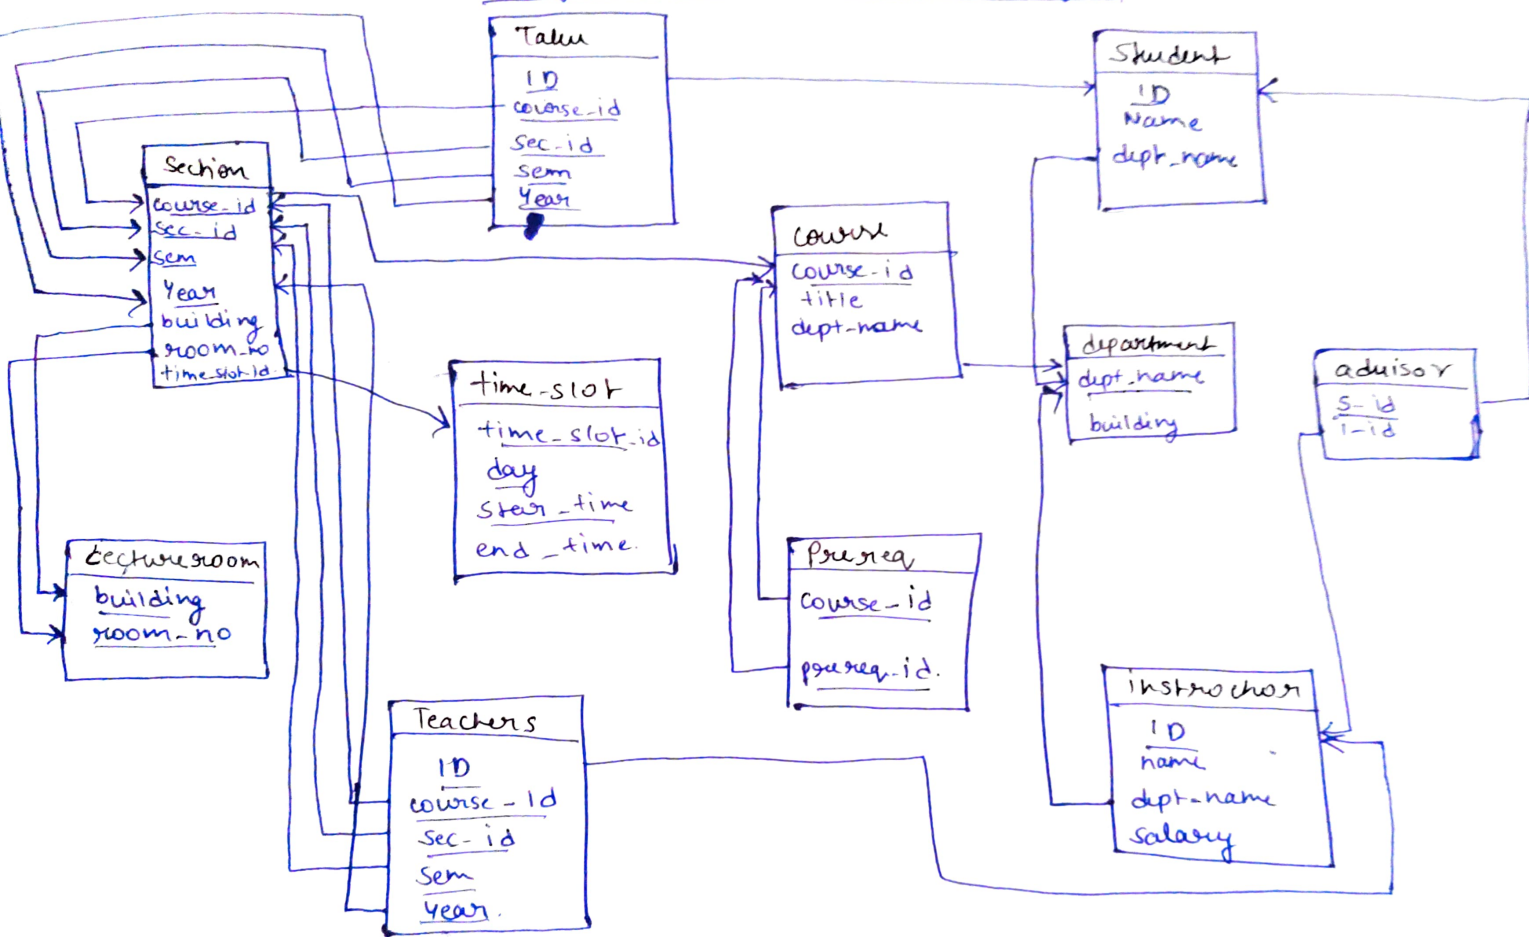 Takes
ID
course_id
sec_id
sem
Year
Student
ID
Name
dept_name
Section
course_id
sec_id
sem
Year
building
room_no
time_slot_id.
course
course_id
title
dept_name
department
dept_name
building
advisor
s_id
i_id
time_slot
time_slot_id
day
star_time
end_time.
Lectureroom
building
room_no
Prereq
course_id
prereq_id.
instrochor
ID
name
dept_name
salary
Teachers
ID
course_id
sec_id
sem
Year.